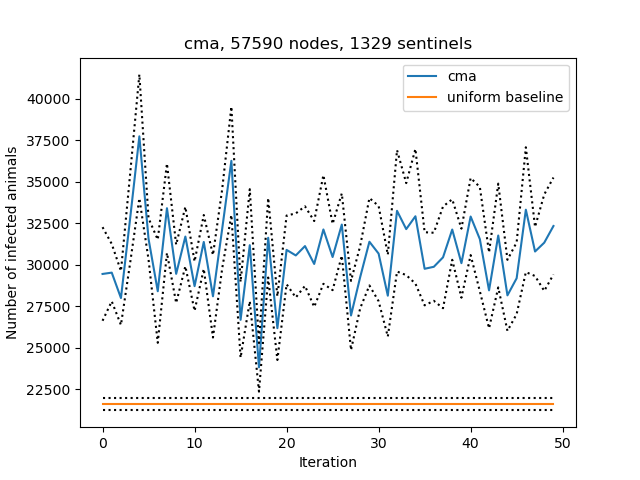 cma, 57590 nodes, 1329 sentinels
cma
uniform baseline
Number of infected animals
40000
37500
35000
32500
30000
27500
25000
22500
0
10
20
30
40
50
Iteration